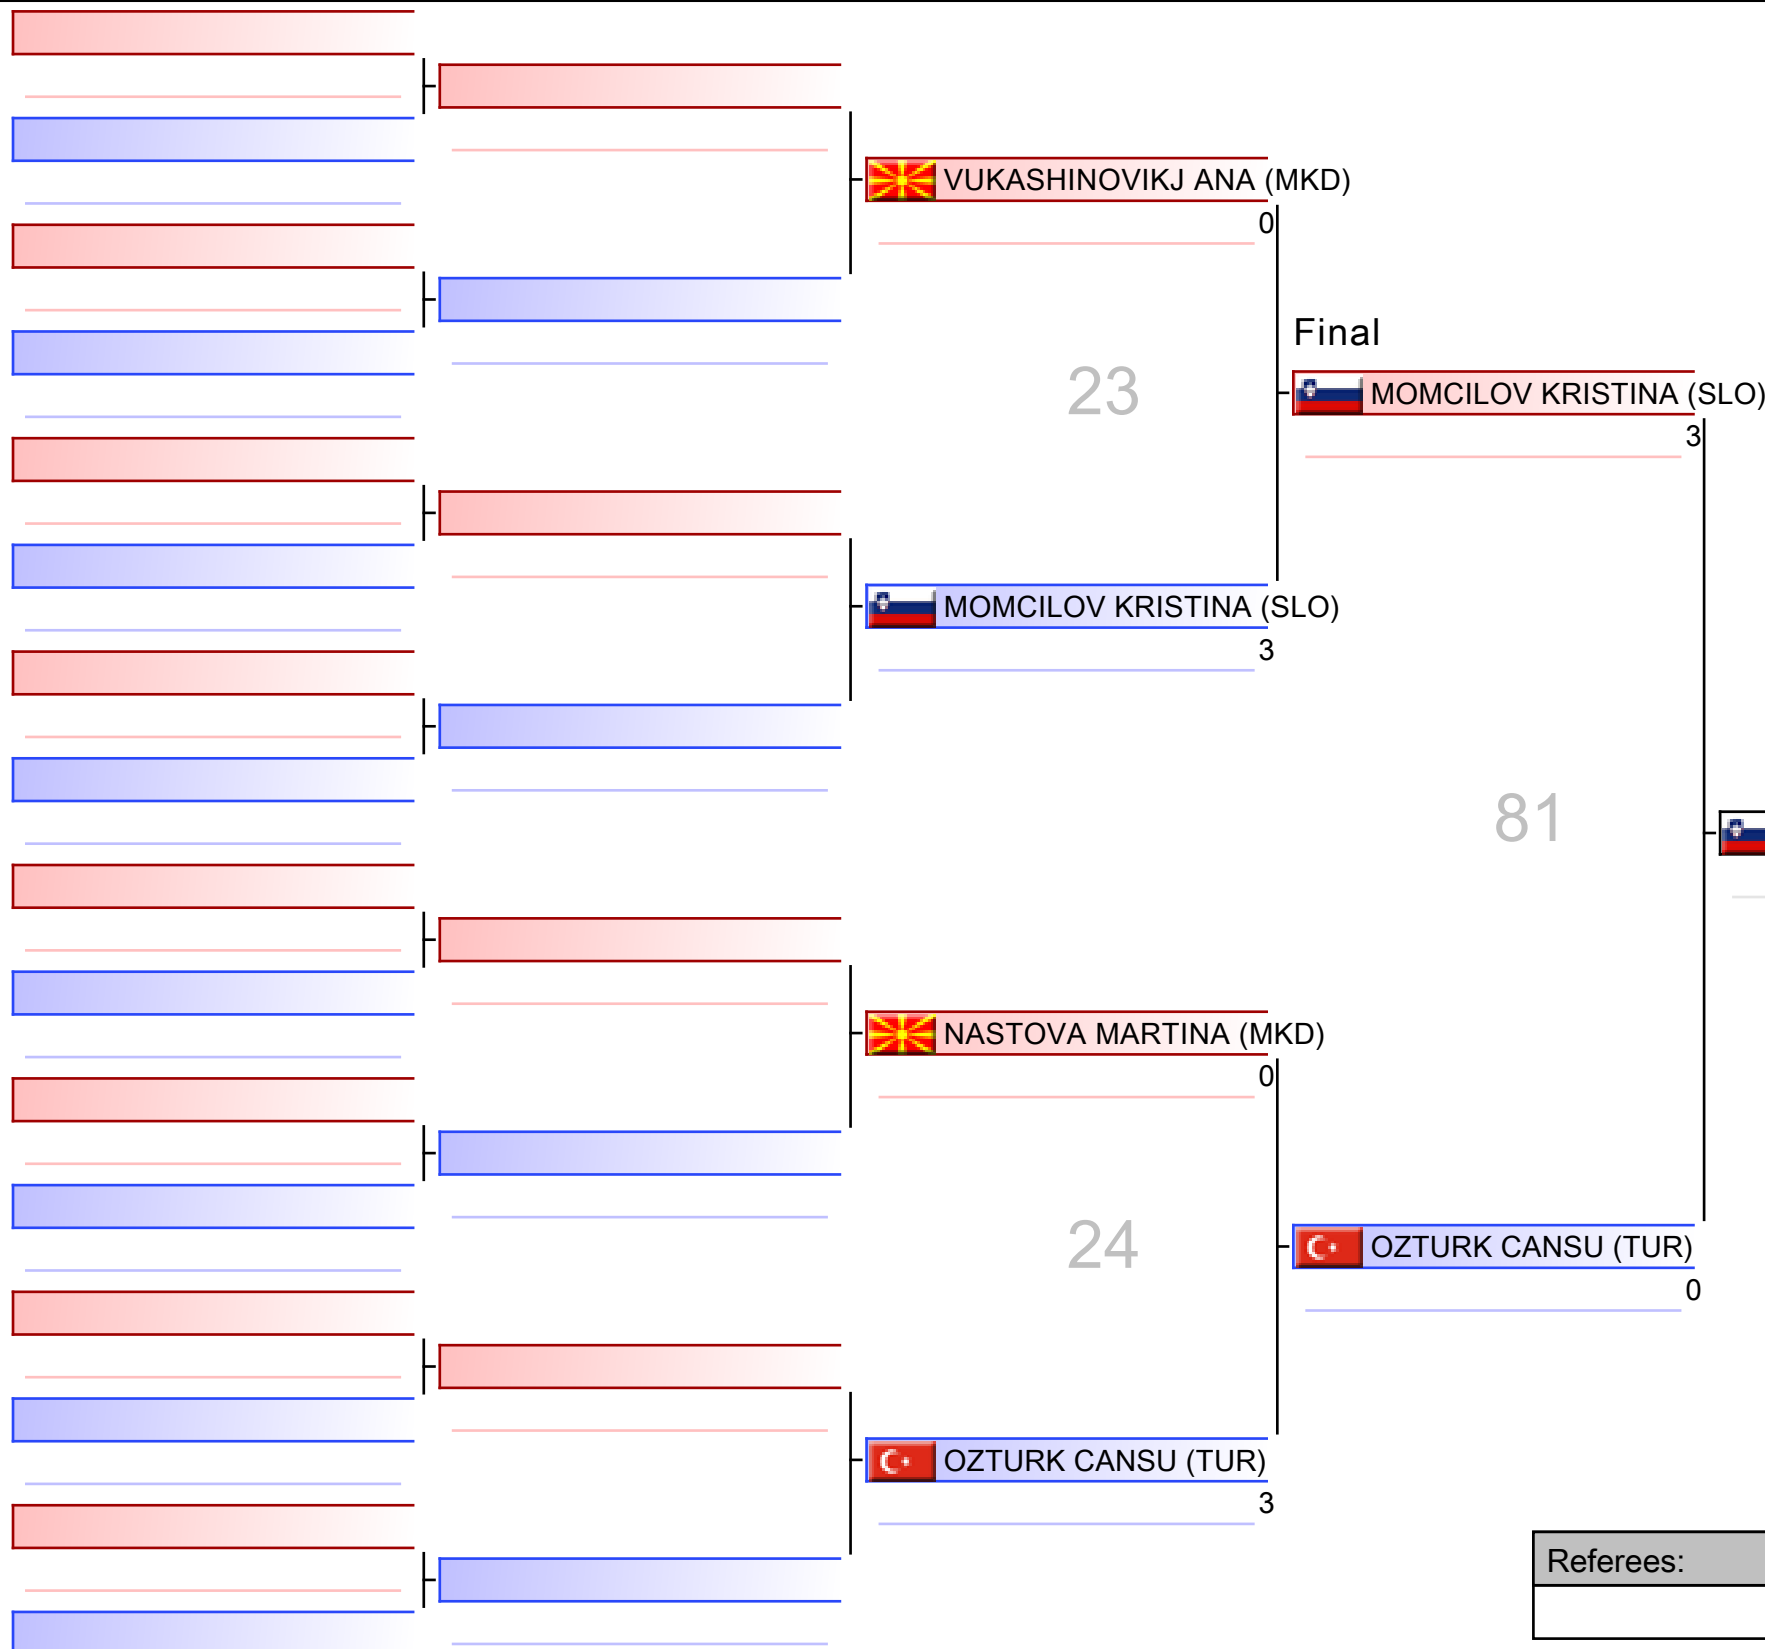 VUKASHINOVIKJ ANA (MKD)
0
23
Final
MOMCILOV KRISTINA (SLO)
3
MOMCILOV KRISTINA (SLO)
3
81
NASTOVA MARTINA (MKD)
0
24
OZTURK CANSU (TUR)
0
OZTURK CANSU (TUR)
3
Referees: